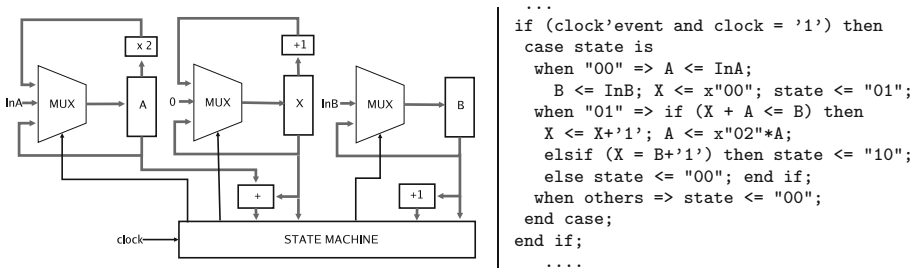 x 2
+1
InA
MUX
A
0
MUX
X
InB
MUX
B
+
+1
clock
STATE MACHINE
...
if (clock'event and clock = '1') then
case state is
when "00" => A <= InA;
B <= InB; X <= x"00"; state <= "01";
when "01" => if (X + A <= B) then
X <= X+'1'; A <= x"02"*A;
elsif (X = B+'1') then state <= "10";
else state <= "00"; end if;
when others => state <= "00";
end case;
end if;
....